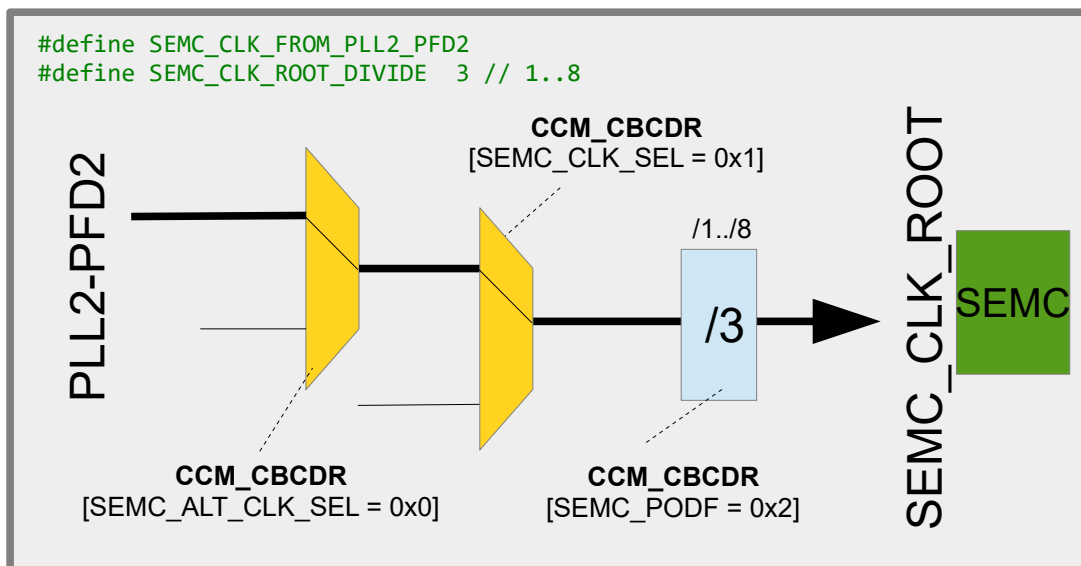 #define SEMC_CLK_FROM_PLL2_PFD2
#define SEMC_CLK_ROOT_DIVIDE  3 // 1..8
CCM_CBCDR
[SEMC_CLK_SEL = 0x1]
PLL2-PFD2
/1../8
/3
SEMC_CLK_ROOT
SEMC
CCM_CBCDR
[SEMC_ALT_CLK_SEL = 0x0]
CCM_CBCDR
[SEMC_PODF = 0x2]